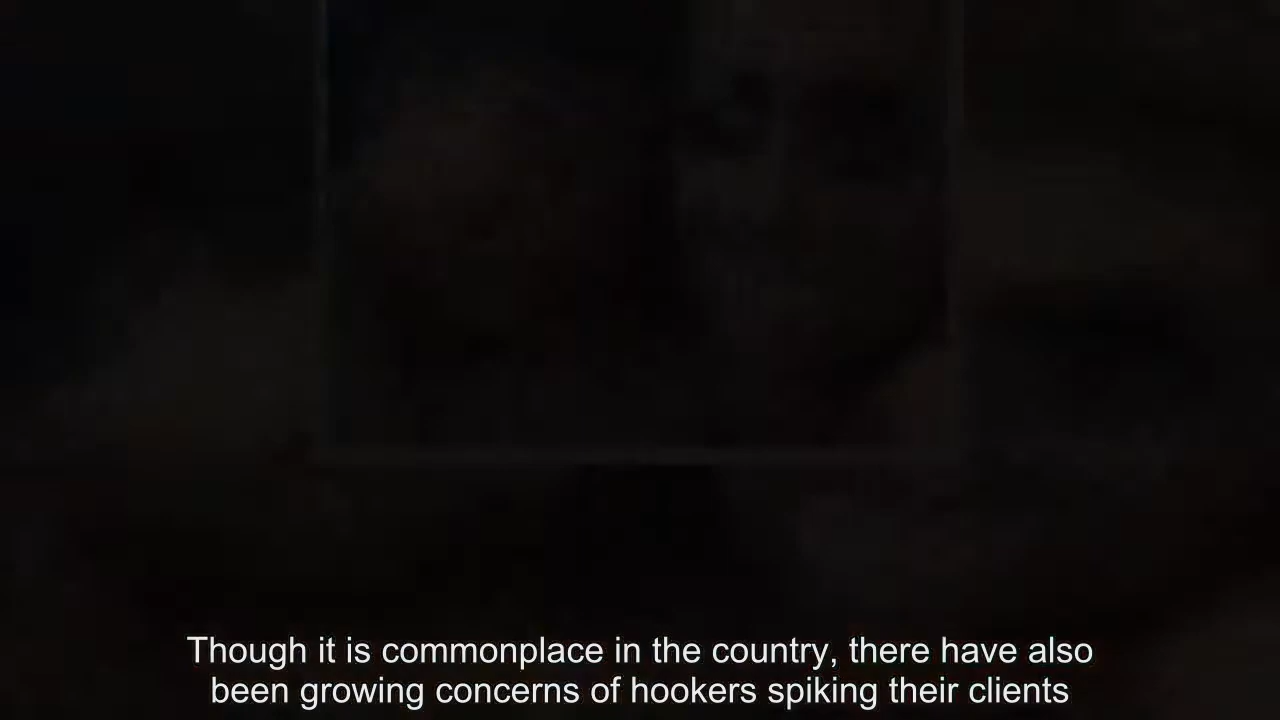 Though it is commonplace in the country, there have also
been growing concerns of hookers spiking their clients